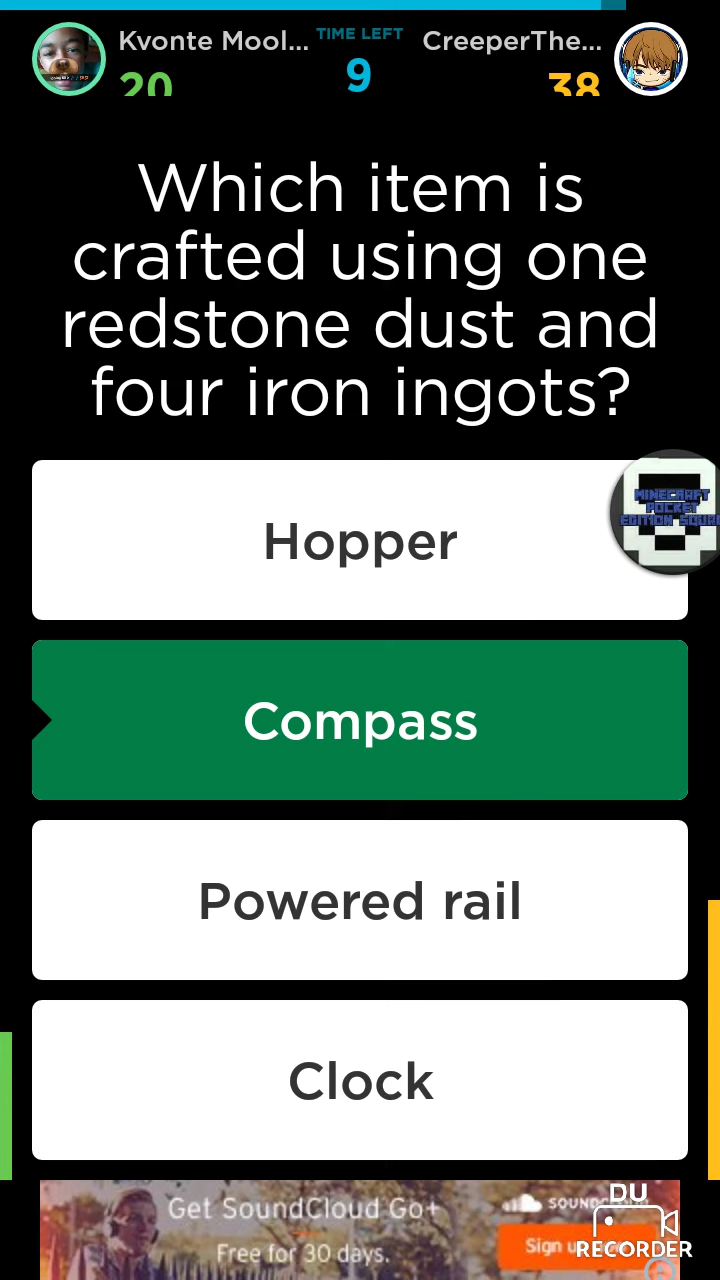 Kvonte Mool...
TIME LEFT
CreeperThe...
20
9
38
Which item is
crafted using one
redstone dust and
four iron ingots?
Hopper
MINECRAFT
POCKET
EDITION
Compass
Powered rail
Clock
Get SoundCloud Go+
Free for 30 days.
DU
RECORDER